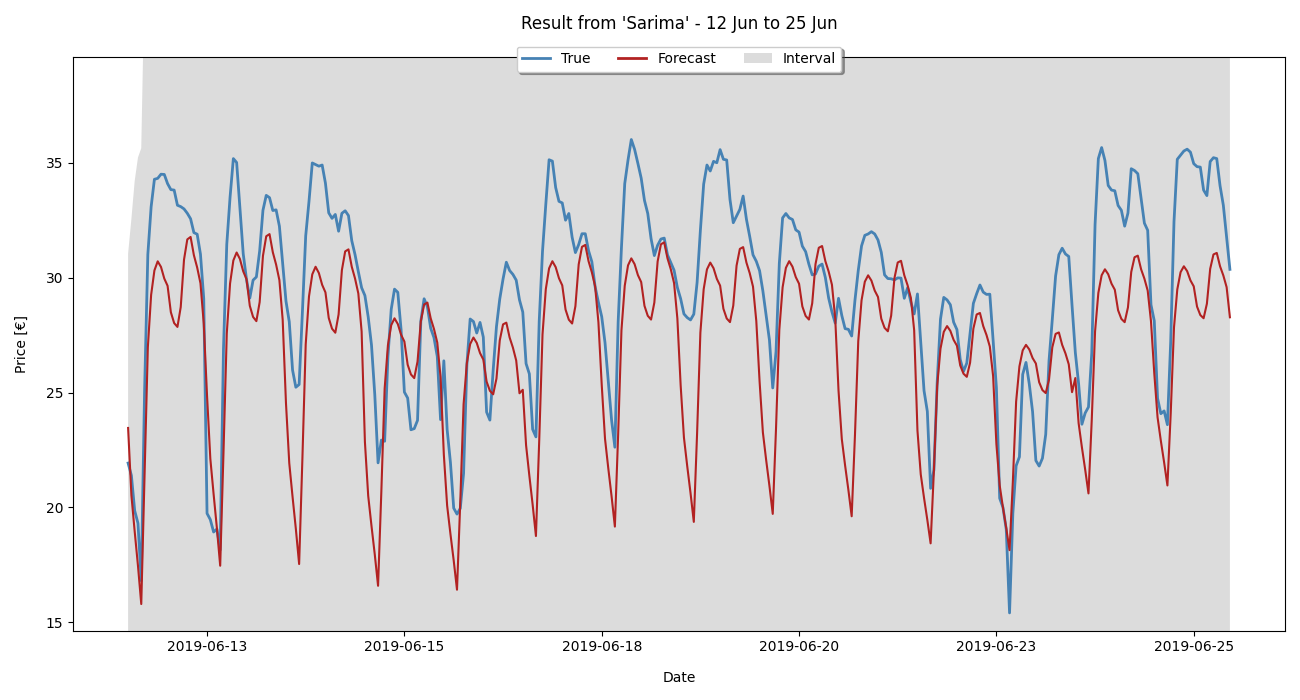 Result from 'Sarima' - 12 Jun to 25 Jun
True Forecast Interval
Price [€]
35
30
25
20
15
2019-06-13 2019-06-15 2019-06-18 2019-06-20 2019-06-23 2019-06-25
Date